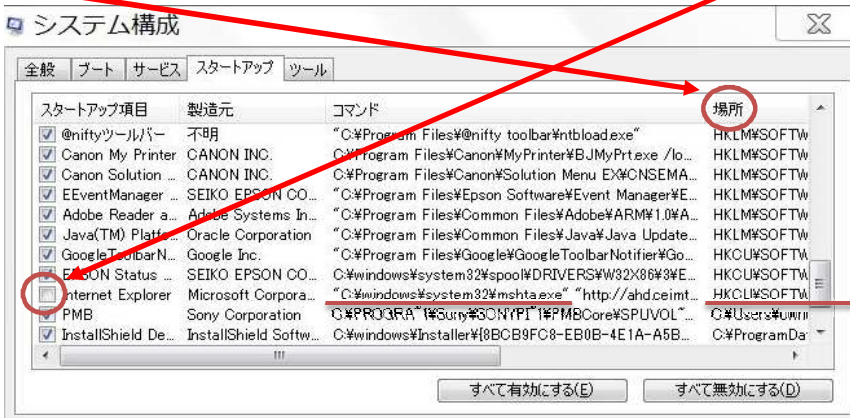 システム構成
全般 ブート サービス スタートアップ ツール
スタートアップ項目 製造元 コマンド 場所
@niftyツールバー 不明 "C:¥Program Files¥@nifty toolbar¥ntbload.exe" HKLM¥SOFTW
Canon My Printer CANON INC. C:¥Program Files¥Canon¥MyPrinter¥BJMyPrt.exe /lo... HKLM¥SOFTW
Canon Solution ... CANON INC. C:¥Program Files¥Canon¥Solution Menu EX¥CNSEMA... HKLM¥SOFTW
EEventManager ... SEIKO EPSON CO... "C:¥Program Files¥Epson Software¥Event Manager¥E... HKLM¥SOFTW
Adobe Reader a... Adobe Systems In... "C:¥Program Files¥Common Files¥Adobe¥ARM¥1.0¥A... HKLM¥SOFTW
Java(TM) Platfo... Oracle Corporation "C:¥Program Files¥Common Files¥Java¥Java Update... HKLM¥SOFTW
GoogleToolbarN... Google Inc. "C:¥Program Files¥Google¥GoogleToolbarNotifier¥Go... HKCU¥SOFTW
EPSON Status ... SEIKO EPSON CO... C:¥windows¥system32¥spool¥DRIVERS¥W32X86¥3¥E... HKCU¥SOFTW
Internet Explorer Microsoft Corpora... "C:¥windows¥system32¥mshta.exe" "http://ahd.ceimt... HKCU¥SOFTW
PMB Sony Corporation C:¥PROGRA~1¥Sony¥SONYPI~1¥PMBCore¥SPUVOL~... C:¥Users¥owne
InstallShield De... InstallShield Softw... C:¥windows¥Installer¥{8BCB9FC8-EB0B-4E1A-A5B... C:¥ProgramDa
すべて有効にする(E) すべて無効にする(D)